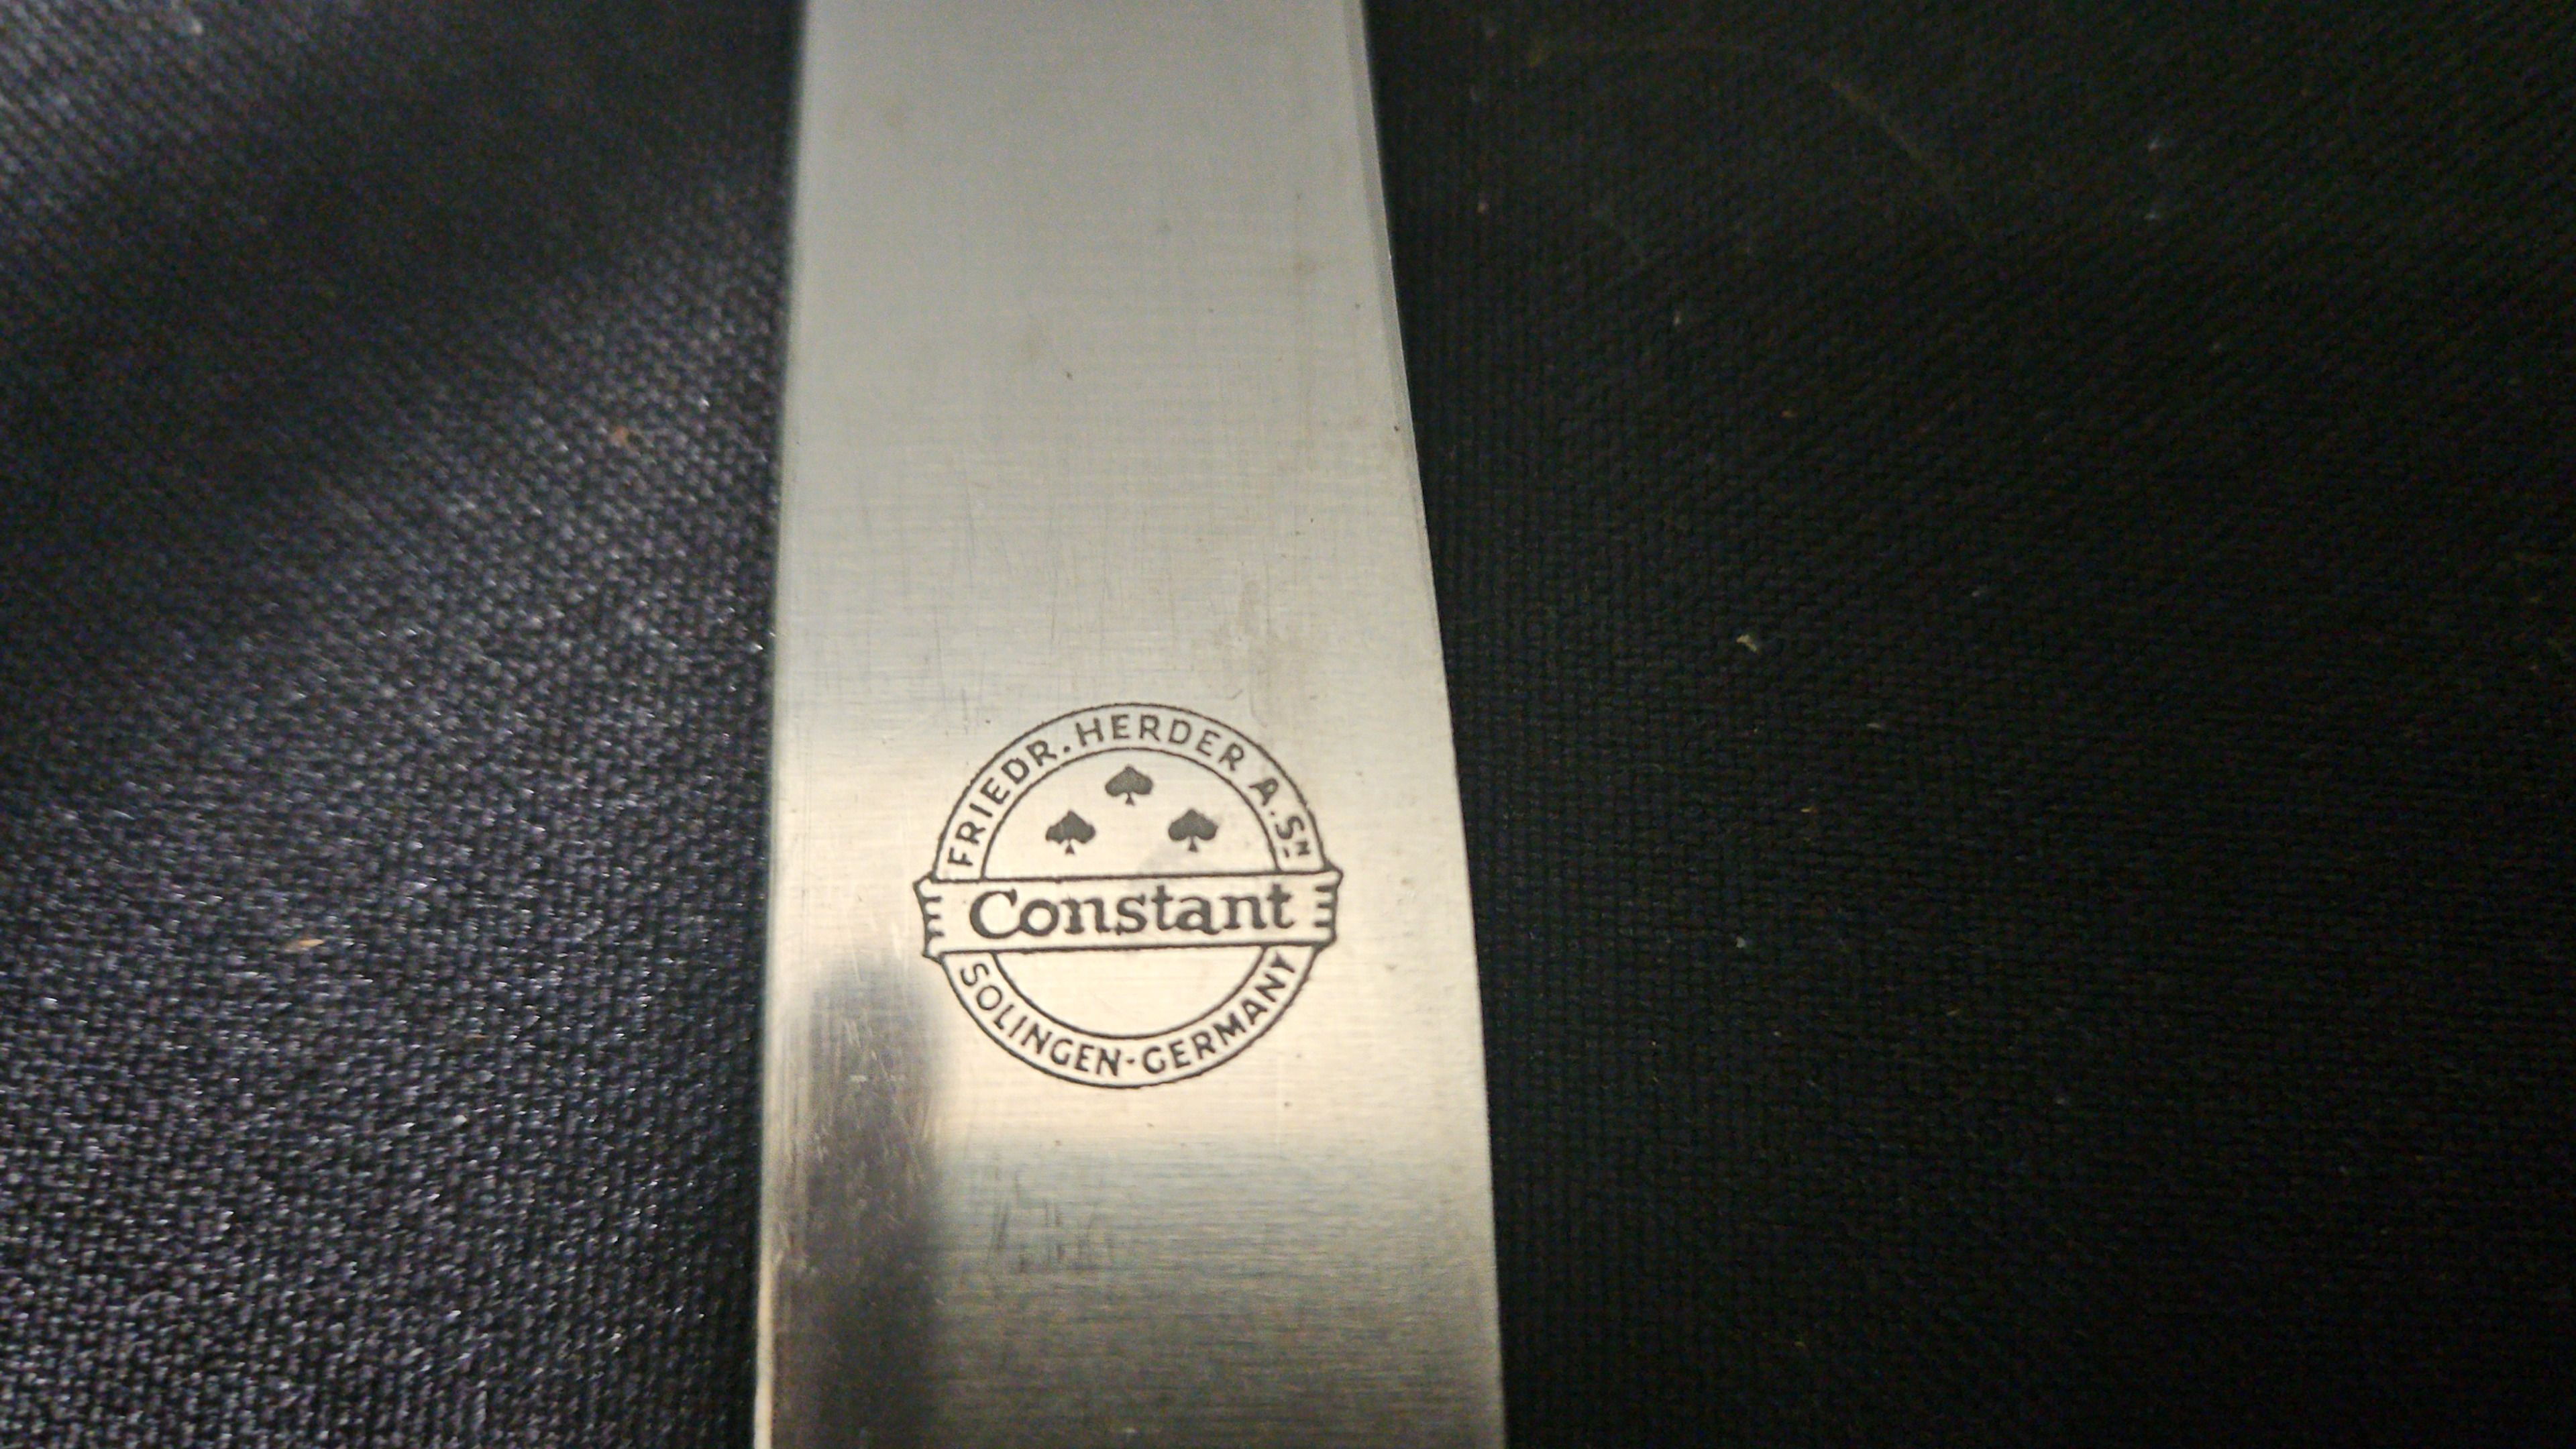 FRIEDR. HERDER A. Sᴺ
Constant
SOLINGEN-GERMANY